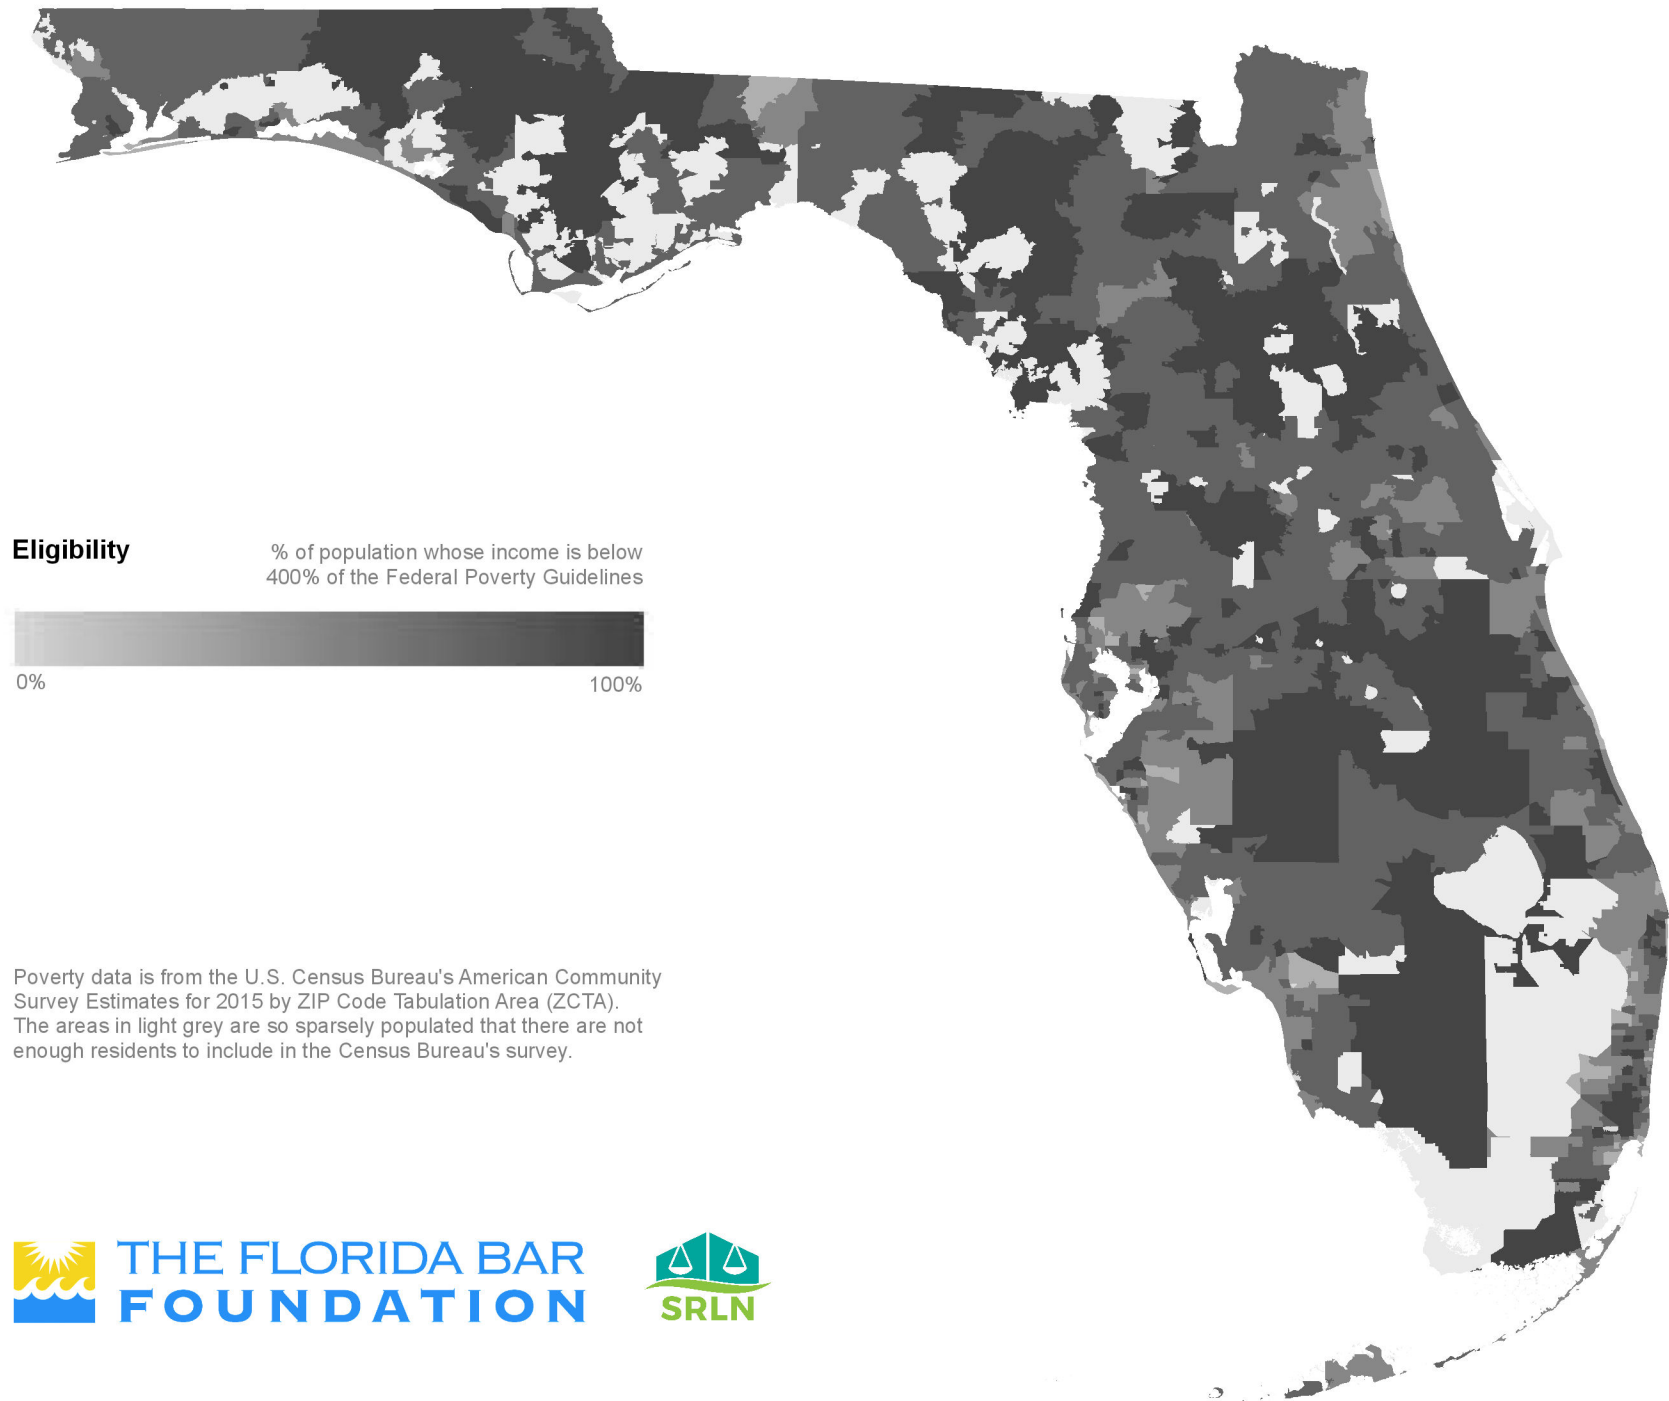 Eligibility
% of population whose income is below
400% of the Federal Poverty Guidelines
0%
100%
Poverty data is from the U.S. Census Bureau's American Community
Survey Estimates for 2015 by ZIP Code Tabulation Area (ZCTA).
The areas in light grey are so sparsely populated that there are not
enough residents to include in the Census Bureau's survey.
THE FLORIDA BAR
FOUNDATION
SRLN